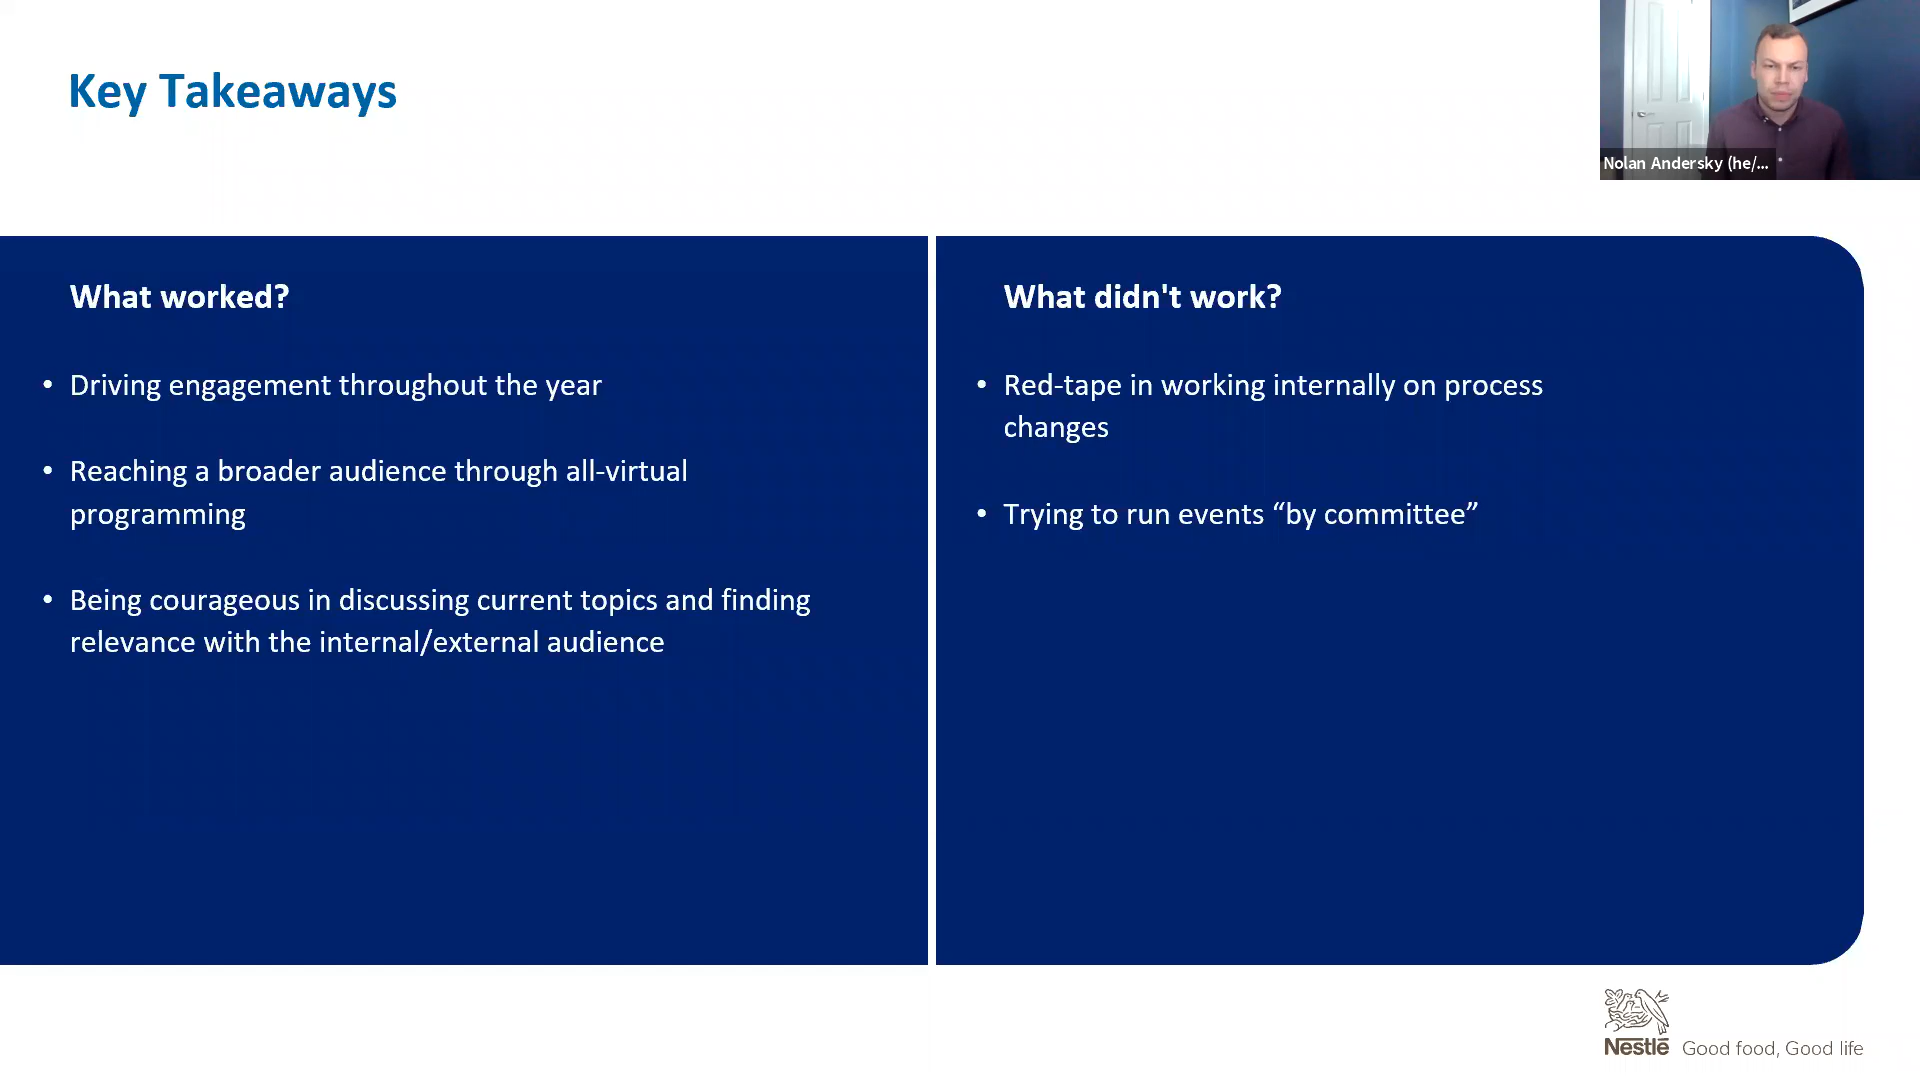 Key Takeaways
Nolan Andersky (he/...
What worked?
• Driving engagement throughout the year
• Reaching a broader audience through all-virtual
programming
• Being courageous in discussing current topics and finding
relevance with the internal/external audience
What didn't work?
• Red-tape in working internally on process
changes
• Trying to run events “by committee”
Nestlé
Good food, Good life